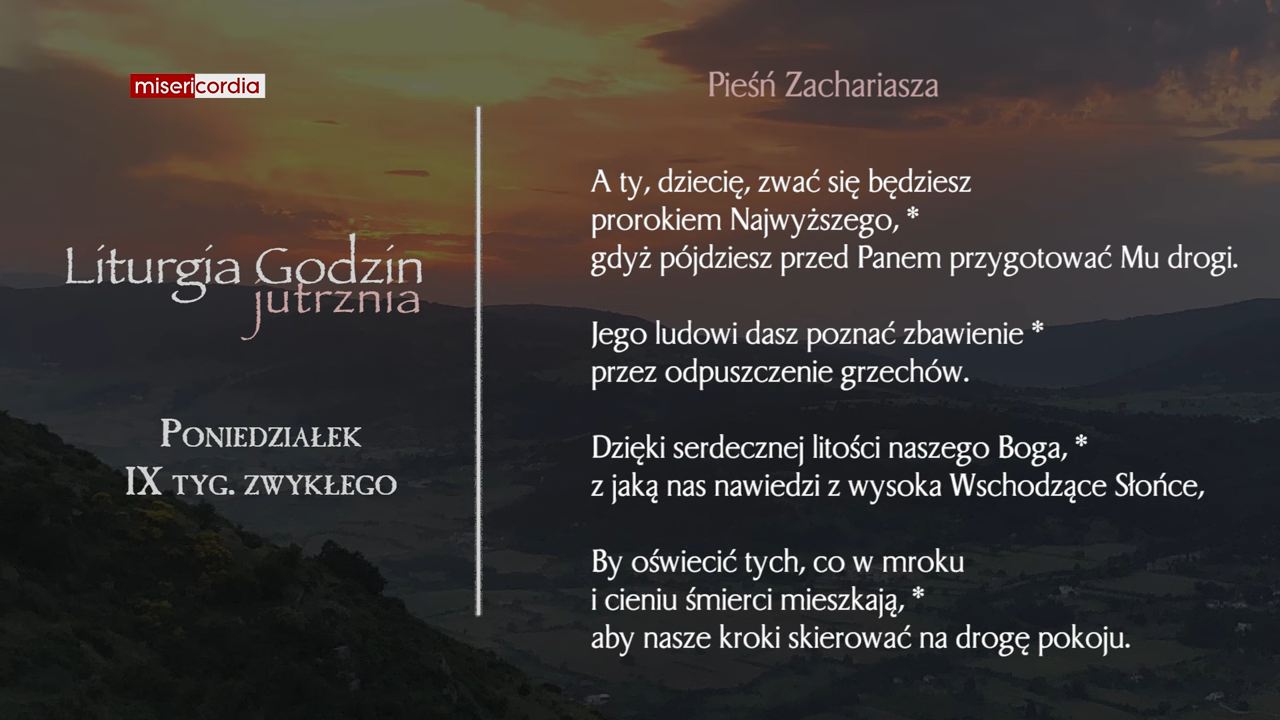 misericordia
Liturgia Godzin
jutrznia
Poniedziałek
IX tyg. zwykłego
Pieśń Zachariasza
A ty, dziecię, zwać się będziesz
prorokiem Najwyższego, *
gdyż pójdziesz przed Panem przygotować Mu drogi.
Jego ludowi dasz poznać zbawienie *
przez odpuszczenie grzechów.
Dzięki serdecznej litości naszego Boga, *
z jaką nas nawiedzi z wysoka Wschodzące Słońce,
By oświecić tych, co w mroku
i cieniu śmierci mieszkają, *
aby nasze kroki skierować na drogę pokoju.